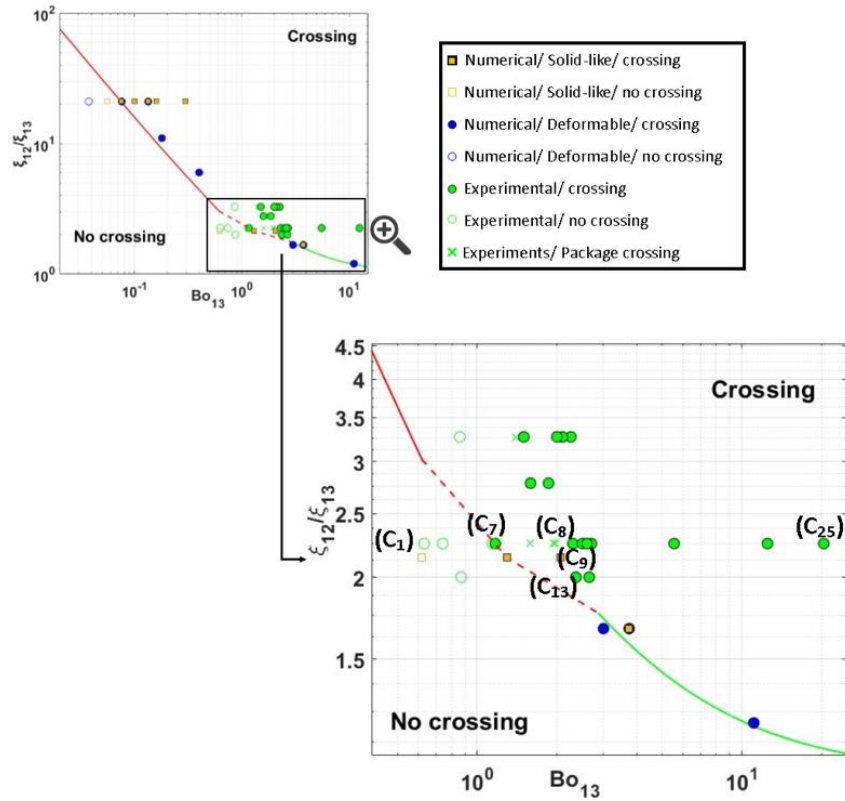 10²
Crossing
ξ₁₂/ξ₁₃
10¹
No crossing
10⁰
10⁻¹
10⁰
10¹
Bo₁₃
Numerical/ Solid-like/ crossing
Numerical/ Solid-like/ no crossing
Numerical/ Deformable/ crossing
Numerical/ Deformable/ no crossing
Experimental/ crossing
Experimental/ no crossing
Experiments/ Package crossing
4.5
4
3.5
3
2.5
2
1.5
ξ₁₂/ξ₁₃
Crossing
(C₁)
(C₇)
(C₈)
(C₂₅)
(C₉)
(C₁₃)
No crossing
10⁰
10¹
Bo₁₃